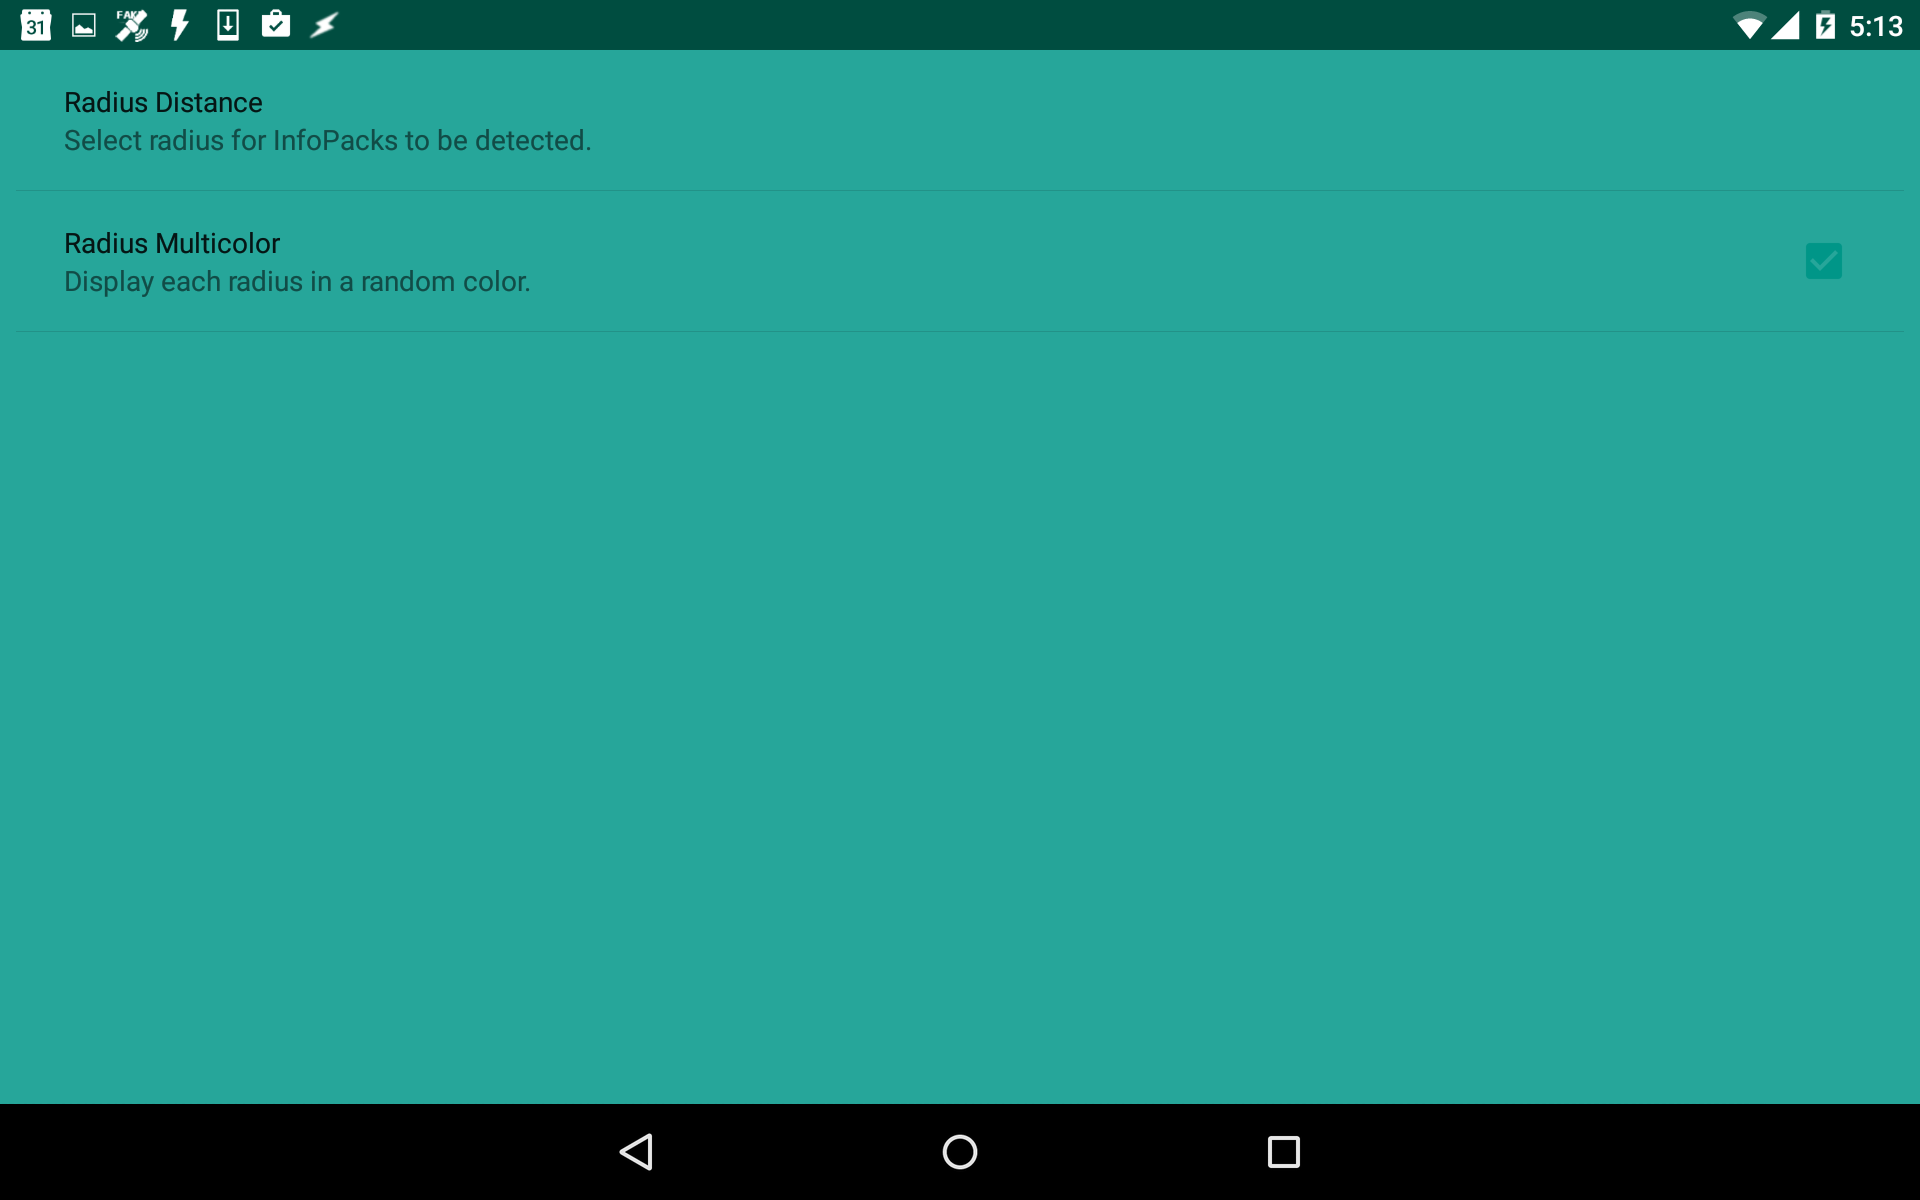 31
FAKE
5:13
Radius Distance
Select radius for InfoPacks to be detected.
Radius Multicolor
Display each radius in a random color.